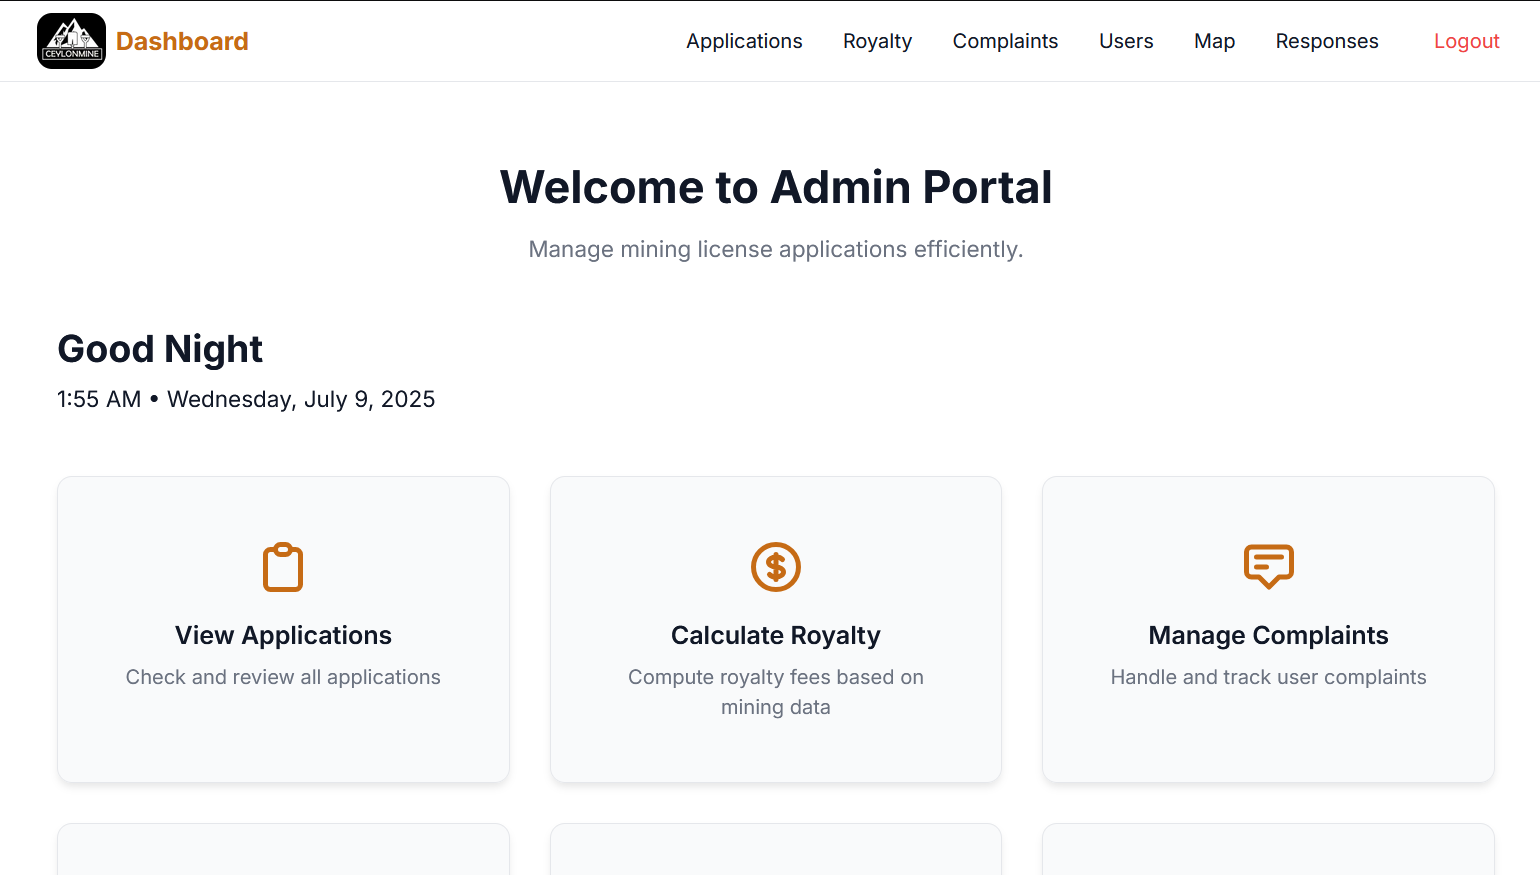 CEYLONMINE
Dashboard
Applications
Royalty
Complaints
Users
Map
Responses
Logout
Welcome to Admin Portal
Manage mining license applications efficiently.
Good Night
1:55 AM • Wednesday, July 9, 2025
View Applications
Check and review all applications
Calculate Royalty
Compute royalty fees based on
mining data
Manage Complaints
Handle and track user complaints